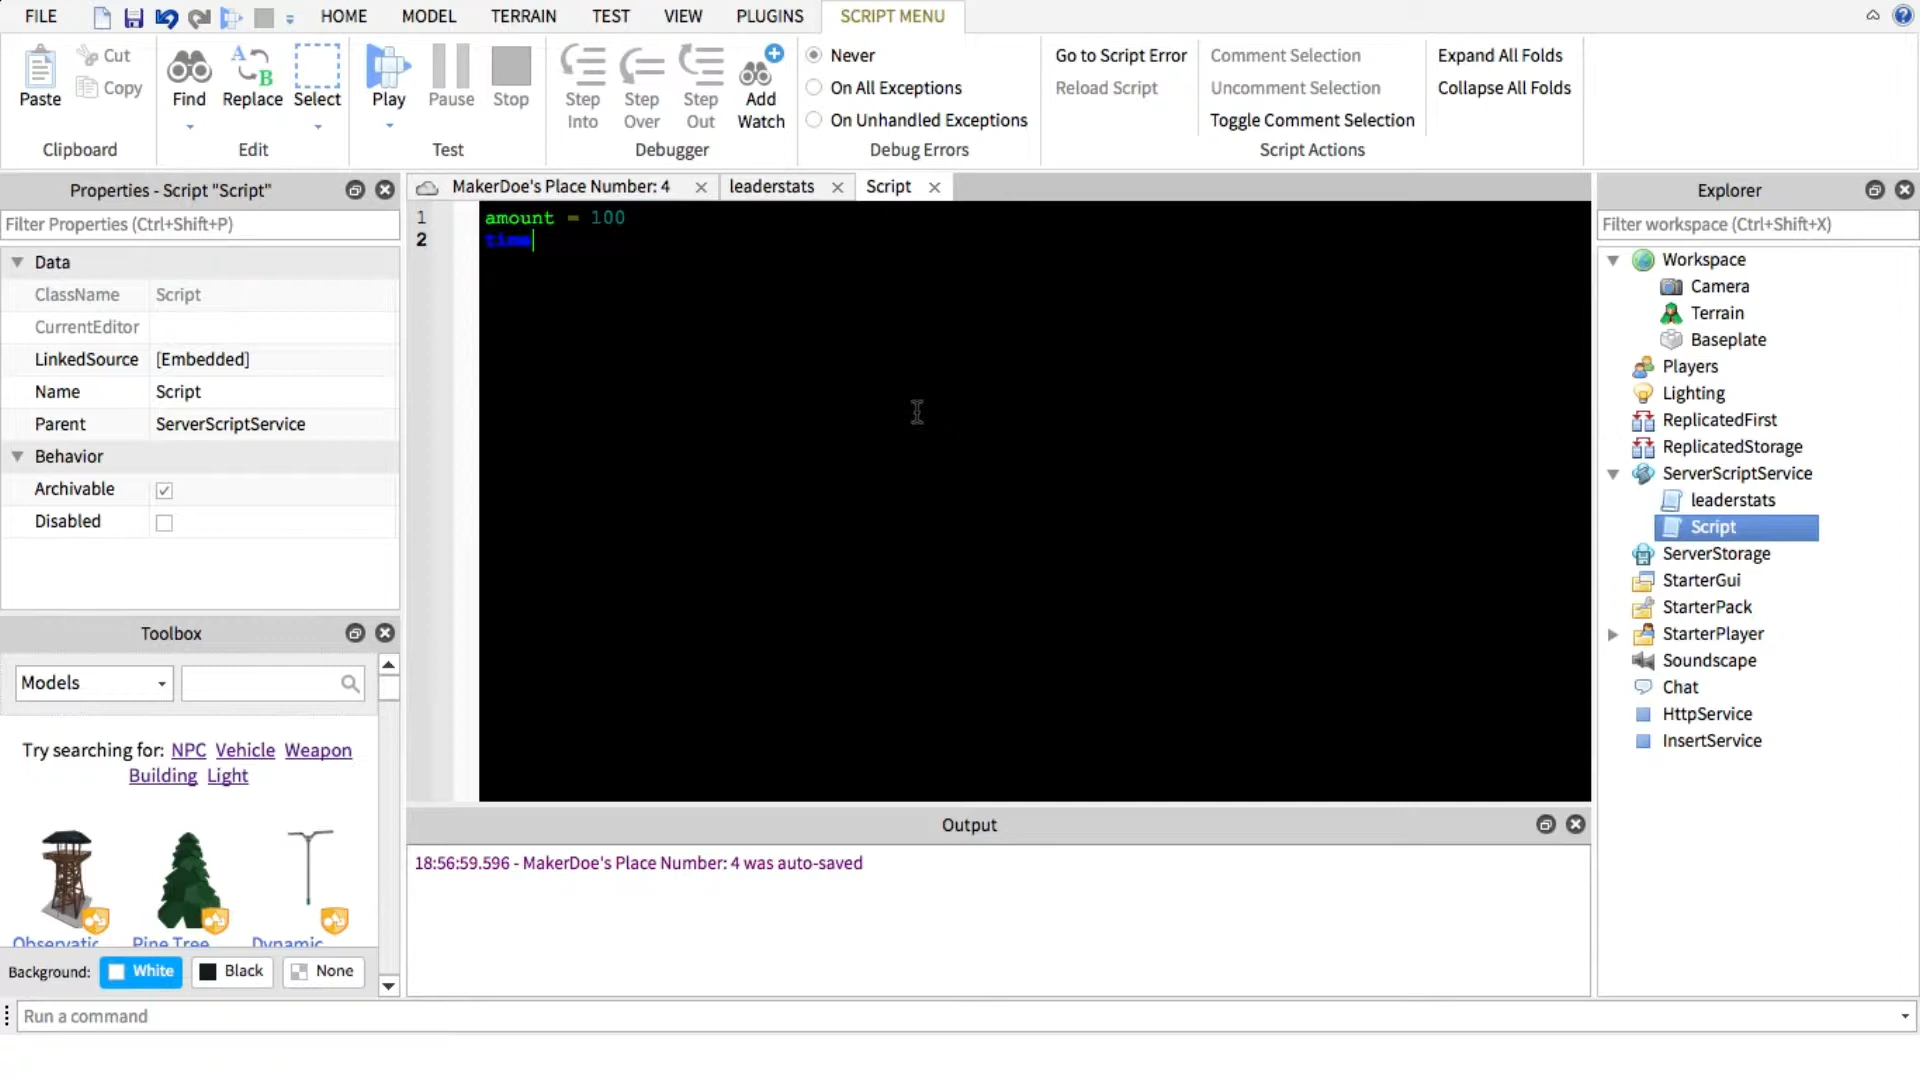 FILE
HOME
MODEL
TERRAIN
TEST
VIEW
PLUGINS
SCRIPT MENU
Paste
Cut
Copy
Clipboard
Find
Replace
Select
Edit
Play
Pause
Stop
Test
Step Into
Step Over
Step Out
Add Watch
Debugger
Never
On All Exceptions
On Unhandled Exceptions
Debug Errors
Go to Script Error
Reload Script
Comment Selection
Uncomment Selection
Toggle Comment Selection
Script Actions
Expand All Folds
Collapse All Folds
Properties - Script "Script"
Filter Properties (Ctrl+Shift+P)
Data
ClassName Script
CurrentEditor
LinkedSource [Embedded]
Name Script
Parent ServerScriptService
Behavior
Archivable
Disabled
Toolbox
Models
Try searching for: NPC Vehicle Weapon
Building Light
Observatic Pine Tree Dynamic
Background: White Black None
MakerDoe's Place Number: 4
leaderstats
Script
1 amount = 100
2 time
Output
18:56:59.596 - MakerDoe's Place Number: 4 was auto-saved
Explorer
Filter workspace (Ctrl+Shift+X)
Workspace
Camera
Terrain
Baseplate
Players
Lighting
ReplicatedFirst
ReplicatedStorage
ServerScriptService
leaderstats
Script
ServerStorage
StarterGui
StarterPack
StarterPlayer
Soundscape
Chat
HttpService
InsertService
Run a command